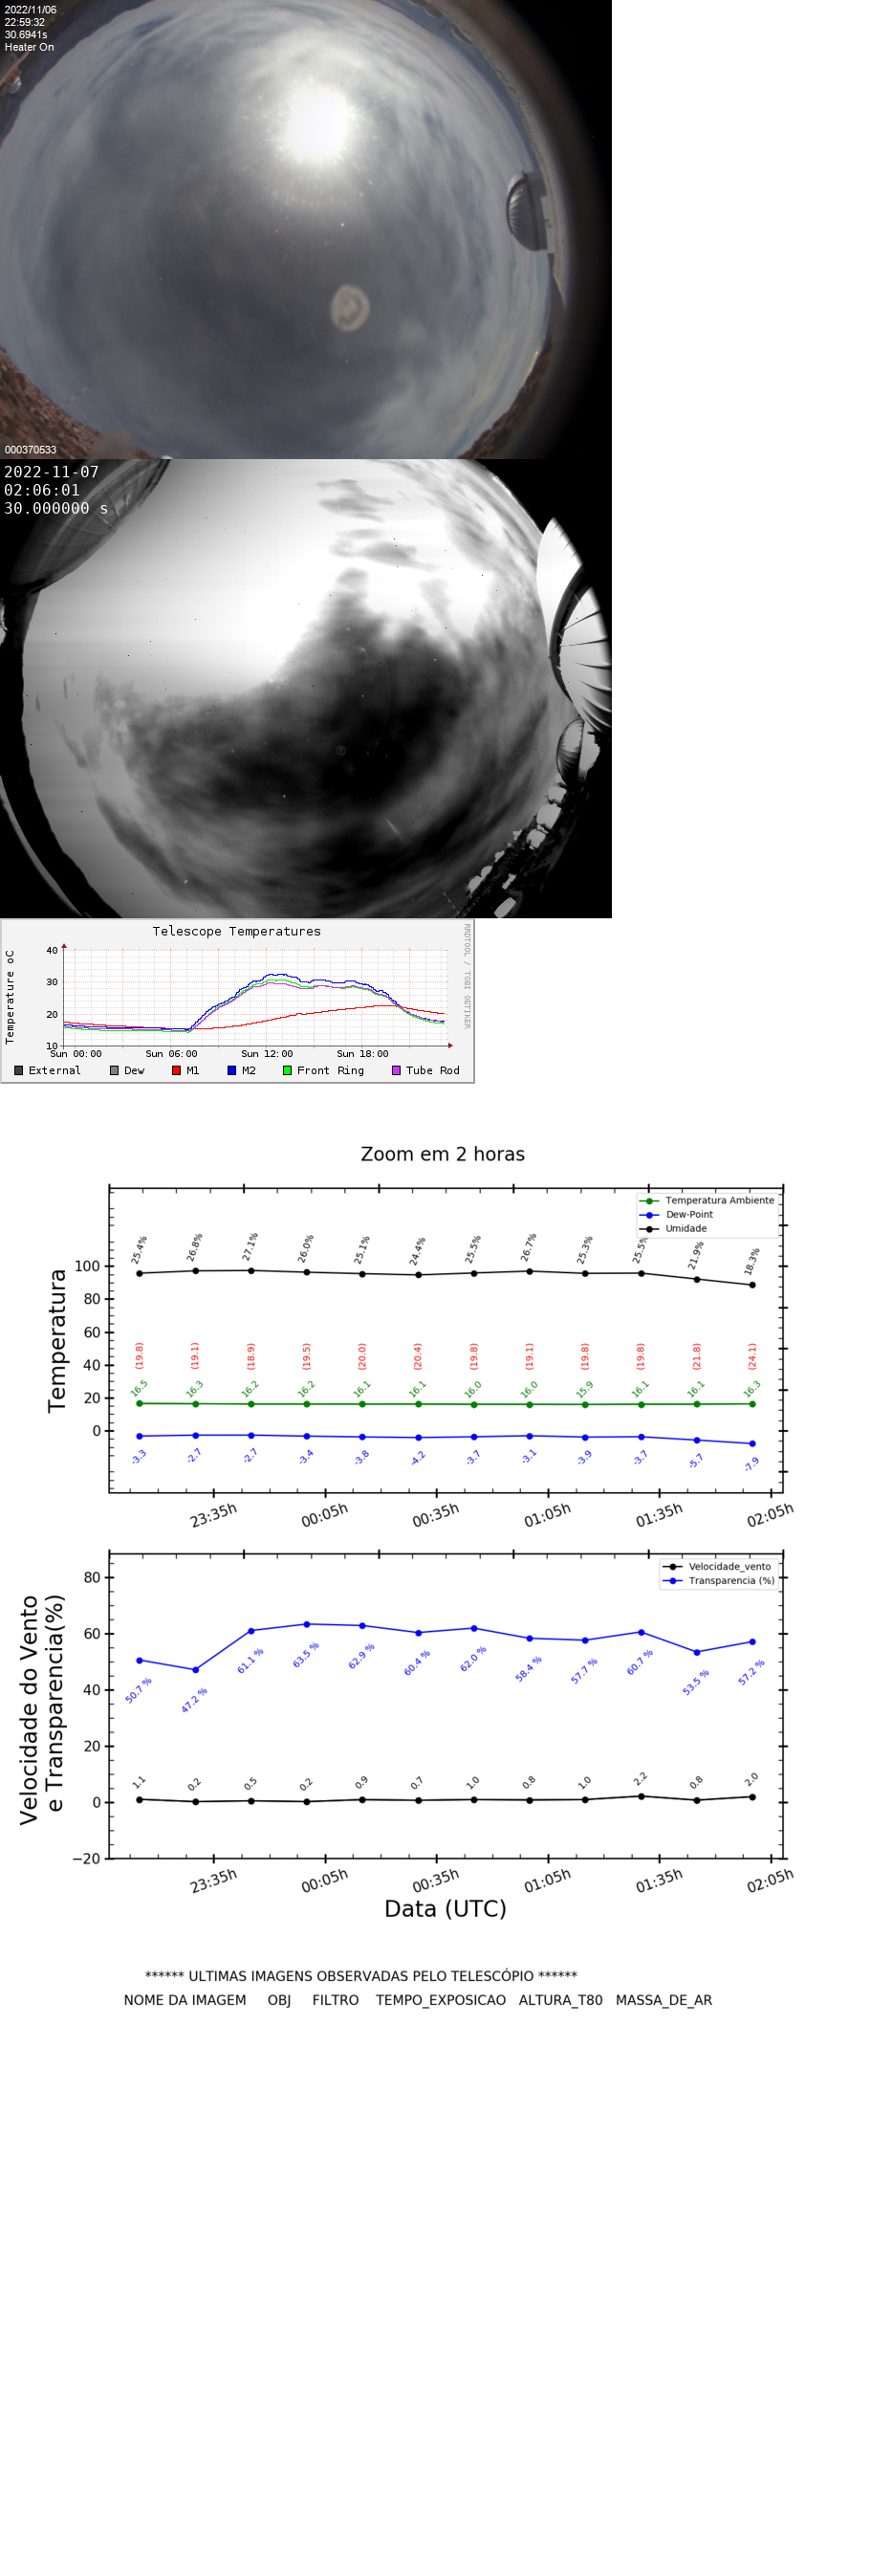 2022/11/06
22:59:32
30.6941s
Heater On
000370533
2022-11-07
02:06:01
30.000000 s
Telescope Temperatures
RRDTOOL / TOBI OETIKER
Temperature oC
40
30
20
10
Sun 00:00 Sun 06:00 Sun 12:00 Sun 18:00
External Dew M1 M2 Front Ring Tube Rod
Zoom em 2 horas
Temperatura Ambiente
Dew-Point
Umidade
Temperatura
100
80
60
40
20
0
25.4% 26.8% 27.1% 26.0% 25.1% 24.4% 25.5% 26.7% 25.3% 25.5% 21.9% 18.3%
(19.8) (19.1) (18.9) (19.5) (20.0) (20.4) (19.8) (19.1) (19.8) (19.8) (21.8) (24.1)
16.5 16.3 16.2 16.2 16.1 16.1 16.0 16.0 15.9 16.1 16.1 16.3
-3.3 -2.7 -2.7 -3.4 -3.8 -4.2 -3.7 -3.1 -3.9 -3.7 -5.7 -7.9
23:35h 00:05h 00:35h 01:05h 01:35h 02:05h
Velocidade_vento
Transparencia (%)
Velocidade do Vento
e Transparencia(%)
80
60
40
20
0
−20
50.7 % 47.2 % 61.1 % 63.5 % 62.9 % 60.4 % 62.0 % 58.4 % 57.7 % 60.7 % 53.5 % 57.2 %
1.1 0.2 0.5 0.2 0.9 0.7 1.0 0.8 1.0 2.2 0.8 2.0
23:35h 00:05h 00:35h 01:05h 01:35h 02:05h
Data (UTC)
****** ULTIMAS IMAGENS OBSERVADAS PELO TELESCÓPIO ******
NOME DA IMAGEM OBJ FILTRO TEMPO_EXPOSICAO ALTURA_T80 MASSA_DE_AR